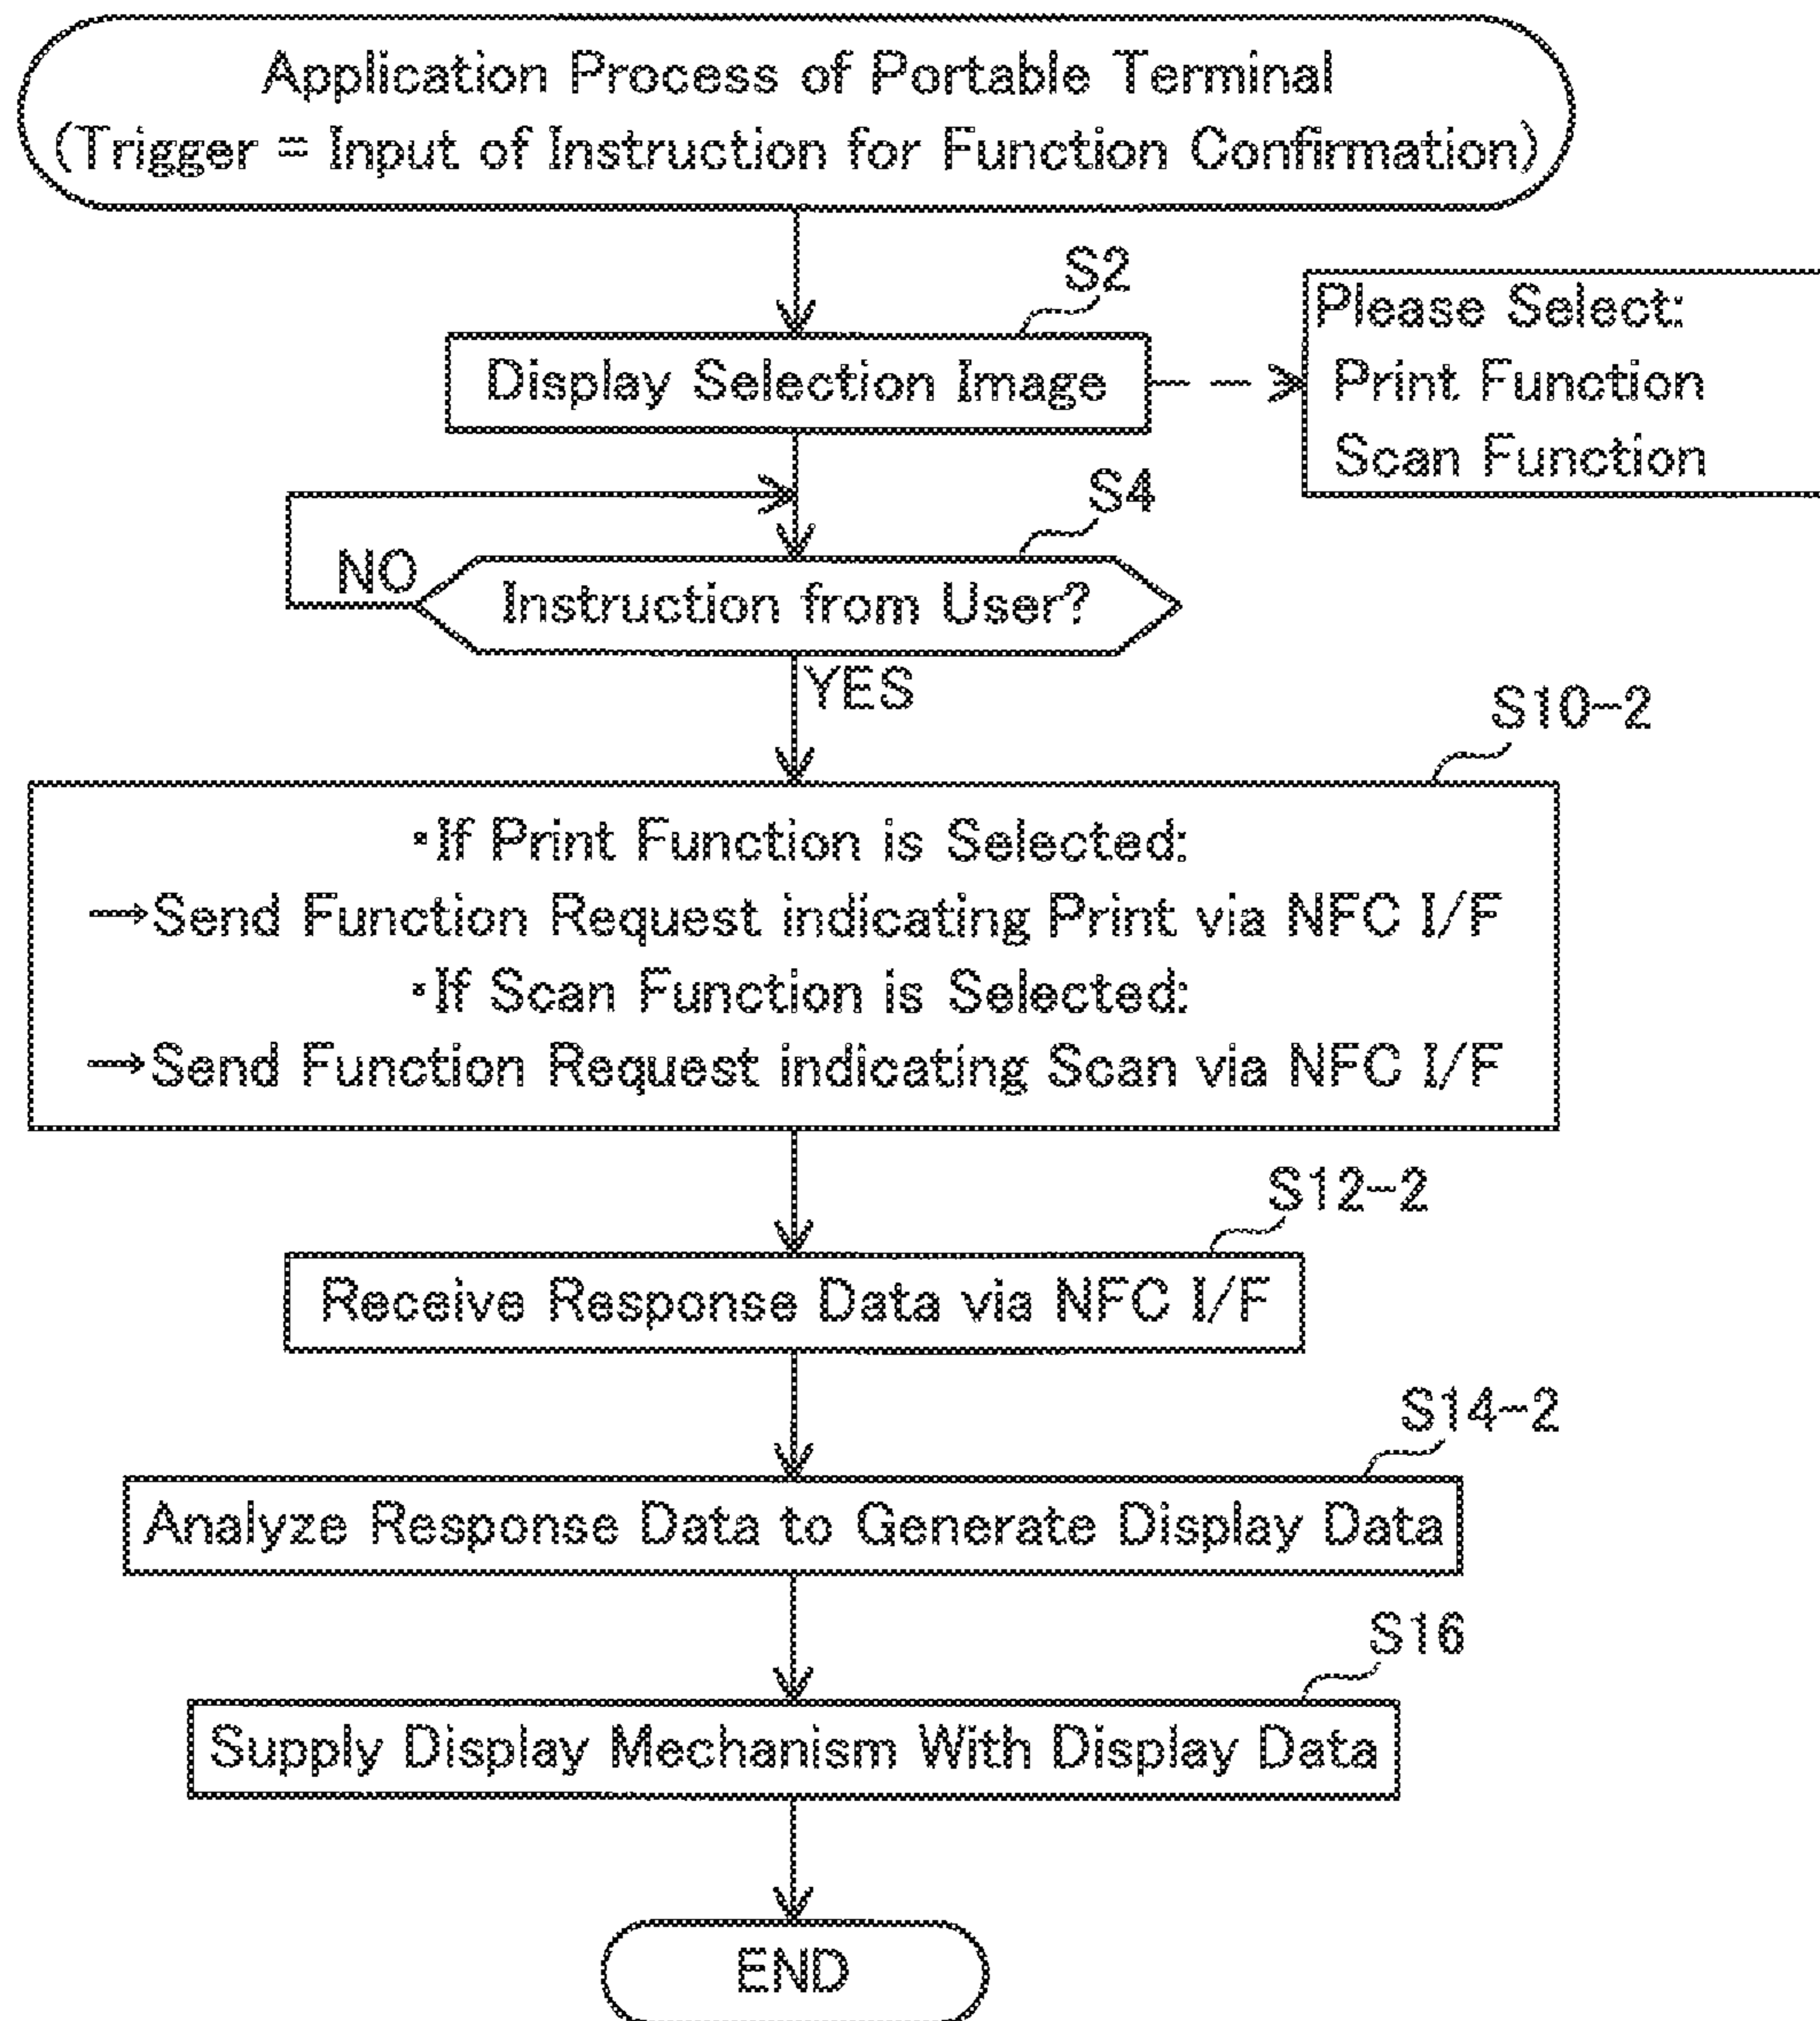 Application Process of Portable Terminal
(Trigger = Input of Instruction for Function Confirmation)
S2
Display Selection Image
Please Select:
Print Function
Scan Function
S4
NO
Instruction from User?
YES
S10-2
•If Print Function is Selected:
→Send Function Request indicating Print via NFC I/F
•If Scan Function is Selected:
→Send Function Request indicating Scan via NFC I/F
S12-2
Receive Response Data via NFC I/F
S14-2
Analyze Response Data to Generate Display Data
S16
Supply Display Mechanism With Display Data
END